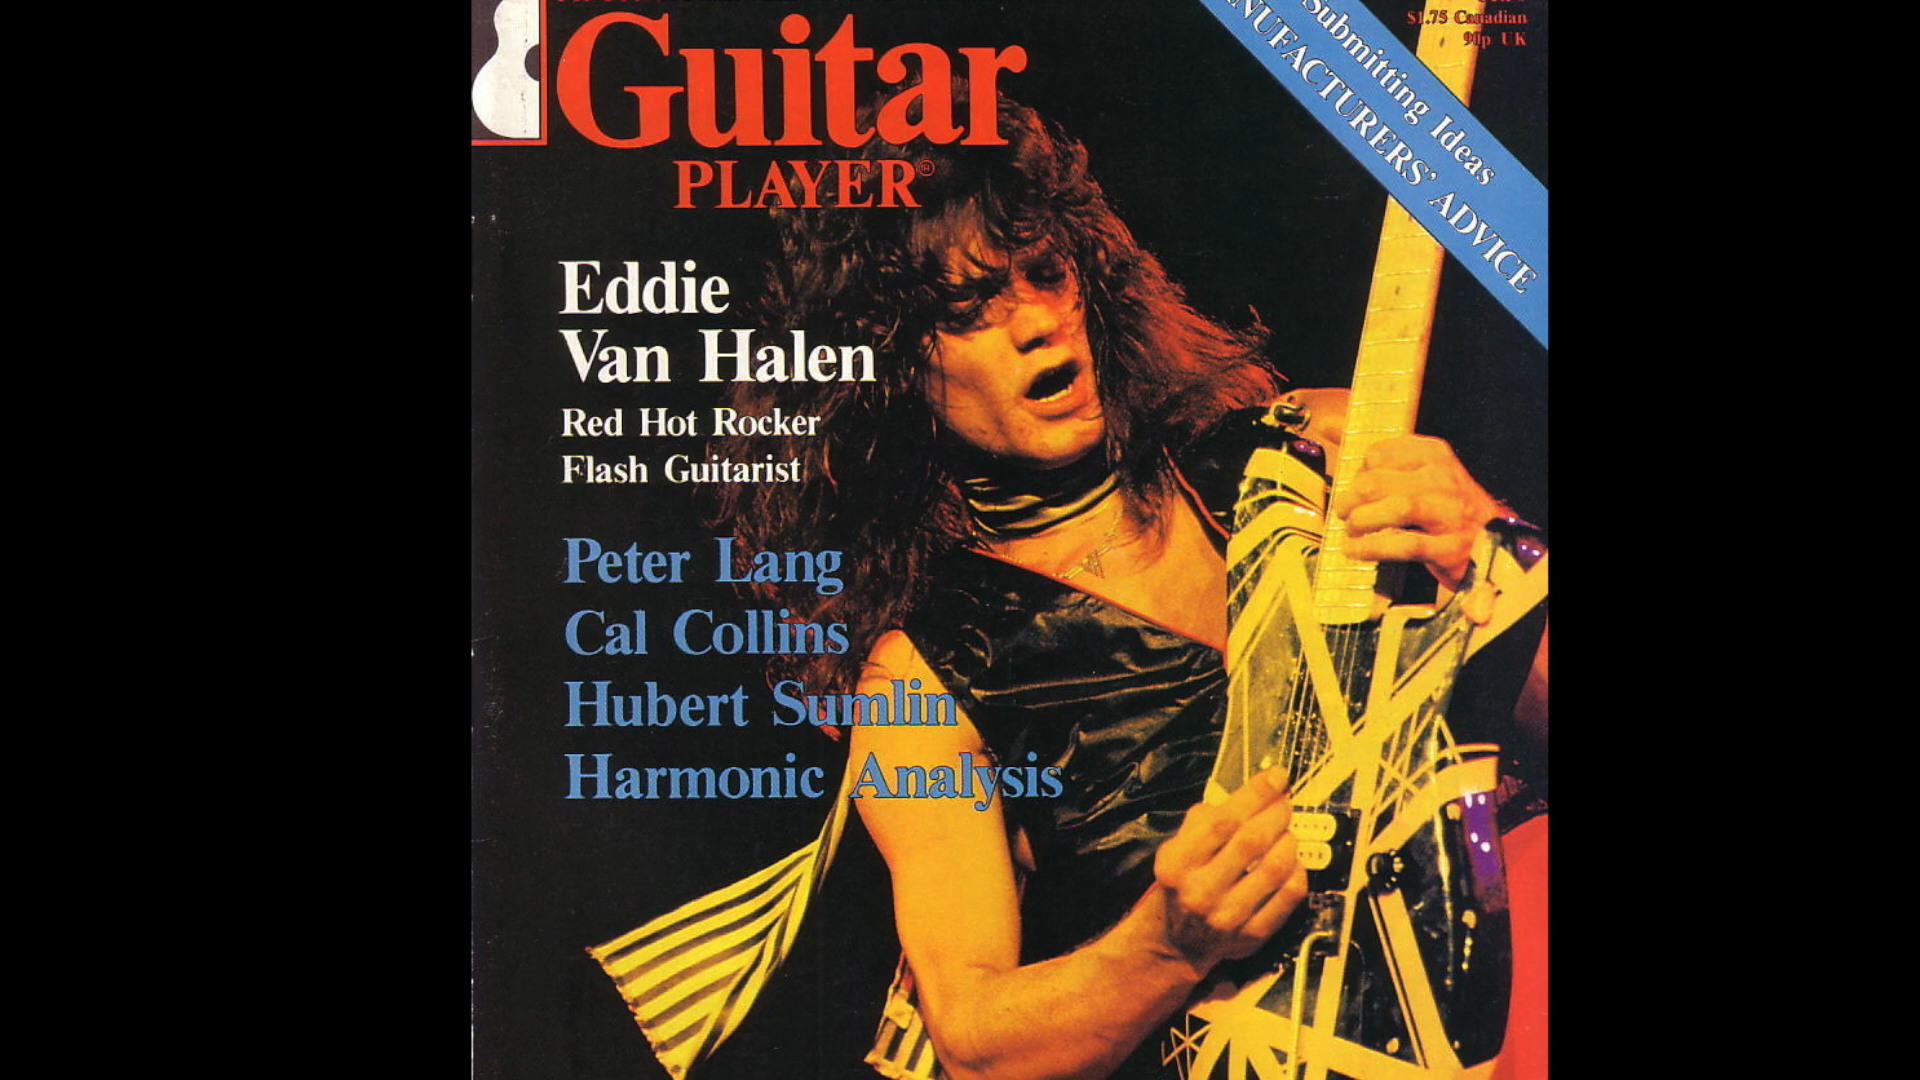 Guitar
PLAYER®
$1.75 Canadian
90p UK
Submitting Ideas
MANUFACTURERS' ADVICE
Eddie
Van Halen
Red Hot Rocker
Flash Guitarist
Peter Lang
Cal Collins
Hubert Sumlin
Harmonic Analysis